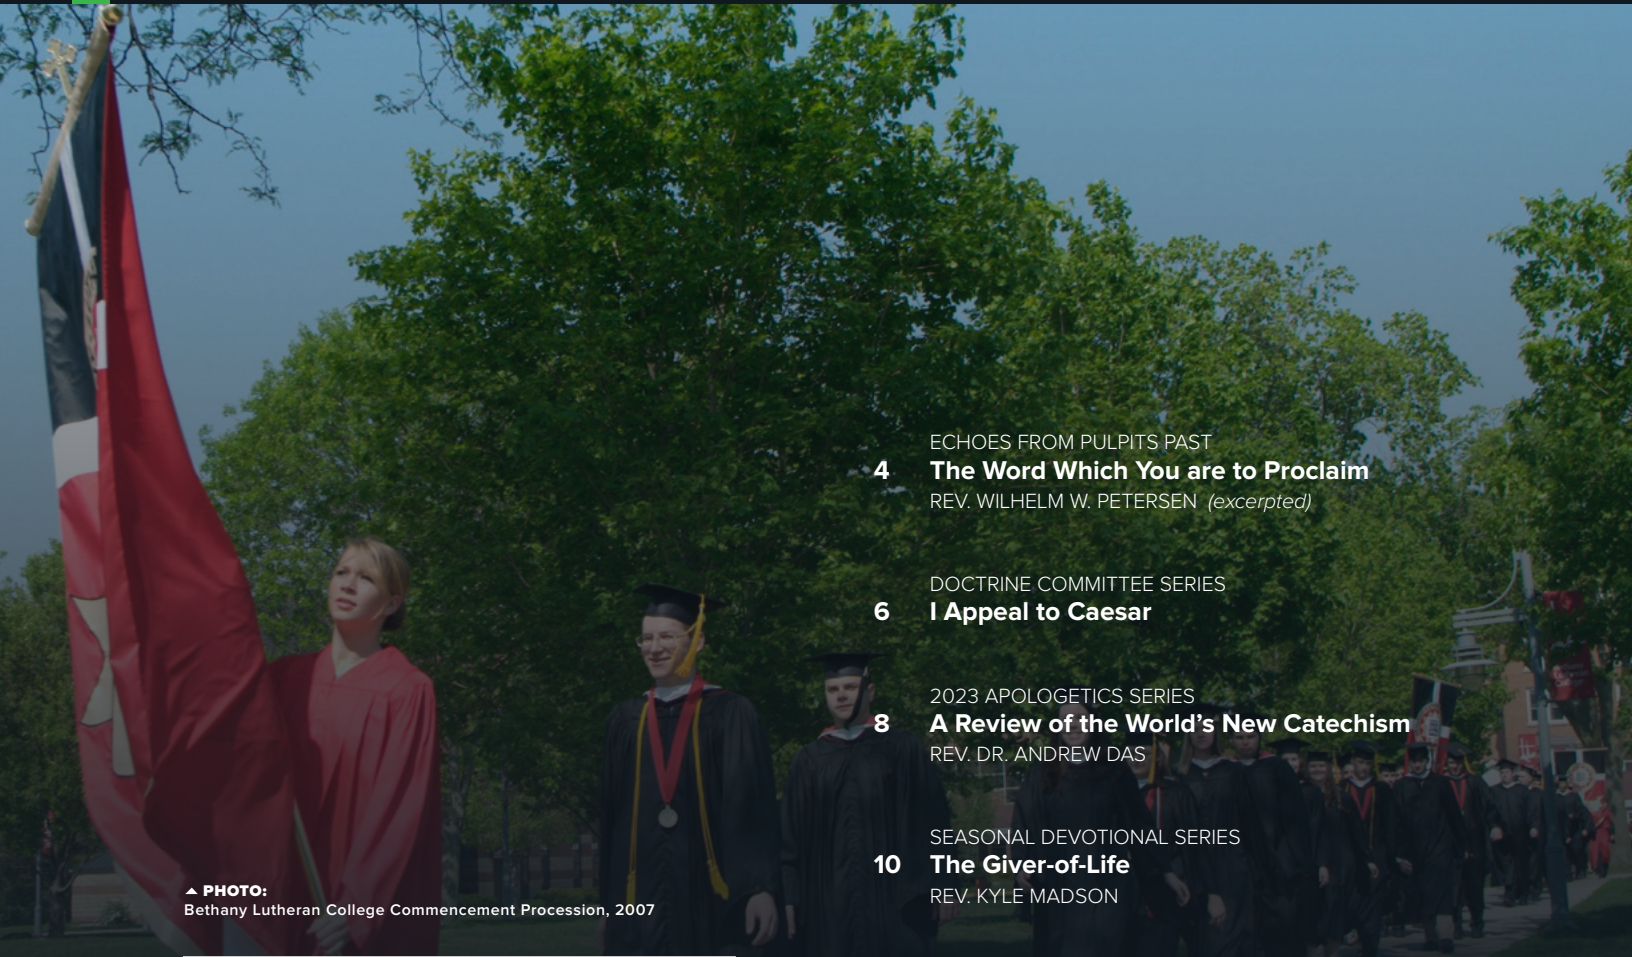 ECHOES FROM PULPITS PAST
4 The Word Which You are to Proclaim
REV. WILHELM W. PETERSEN (excerpted)
DOCTRINE COMMITTEE SERIES
6 I Appeal to Caesar
2023 APOLOGETICS SERIES
8 A Review of the World’s New Catechism
REV. DR. ANDREW DAS
SEASONAL DEVOTIONAL SERIES
10 The Giver-of-Life
REV. KYLE MADSON
PHOTO:
Bethany Lutheran College Commencement Procession, 2007